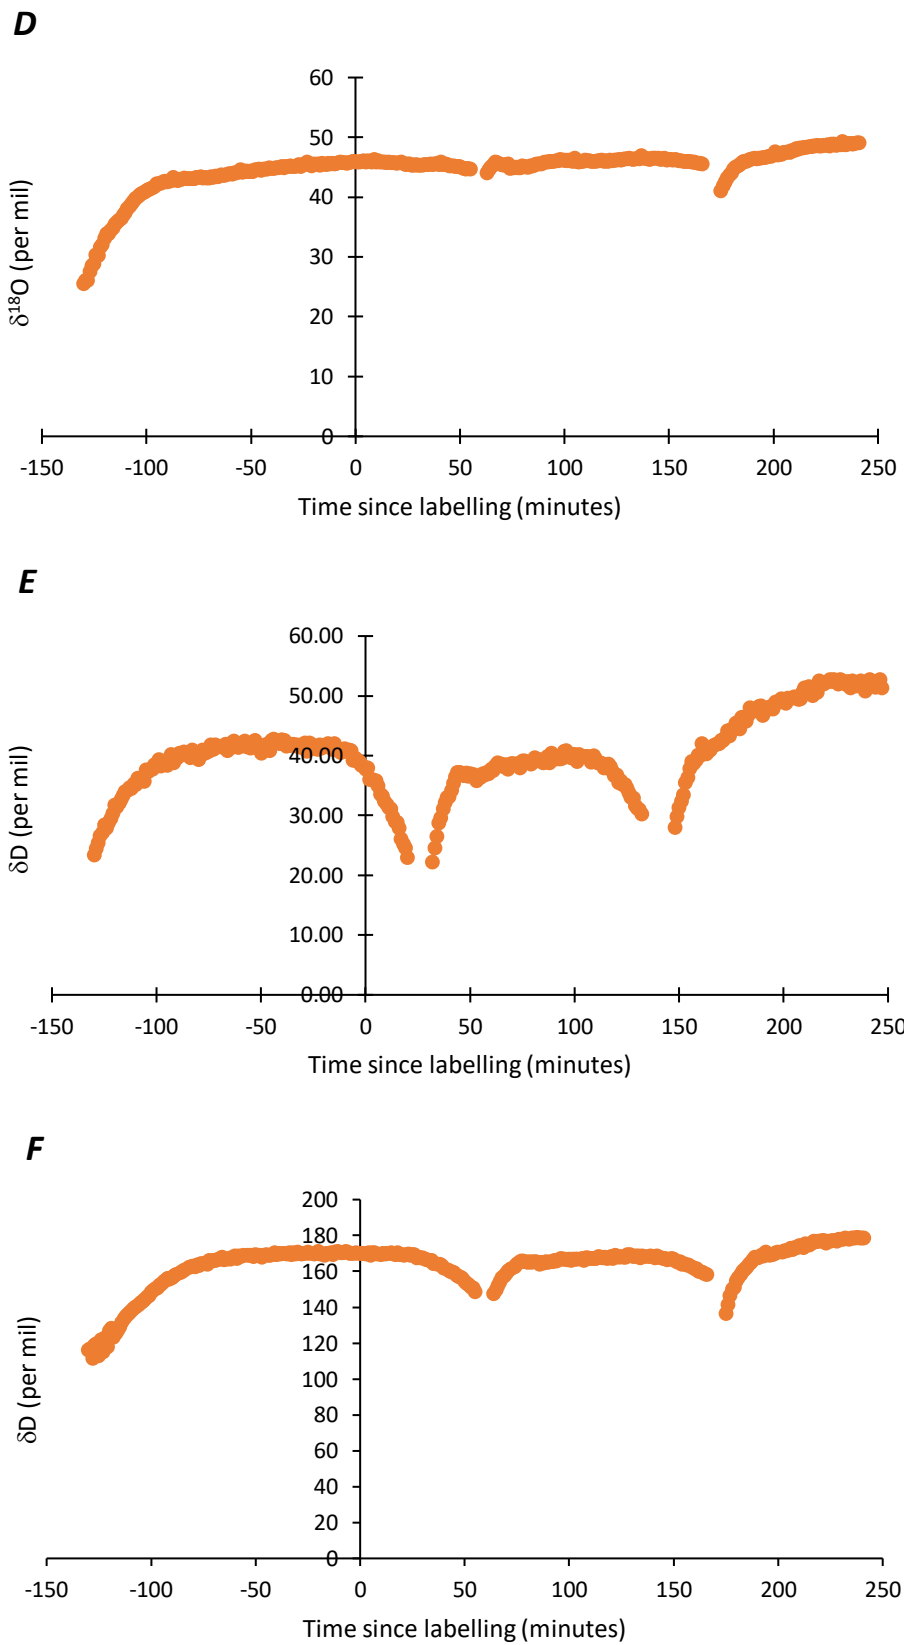 D
60
50
40
30
20
10
0
-150 -100 -50 0 50 100 150 200 250
δ¹⁸O (per mil)
Time since labelling (minutes)
E
60.00
50.00
40.00
30.00
20.00
10.00
0.00
-150 -100 -50 0 50 100 150 200 250
δD (per mil)
Time since labelling (minutes)
F
200
180
160
140
120
100
80
60
40
20
0
-150 -100 -50 0 50 100 150 200 250
δD (per mil)
Time since labelling (minutes)